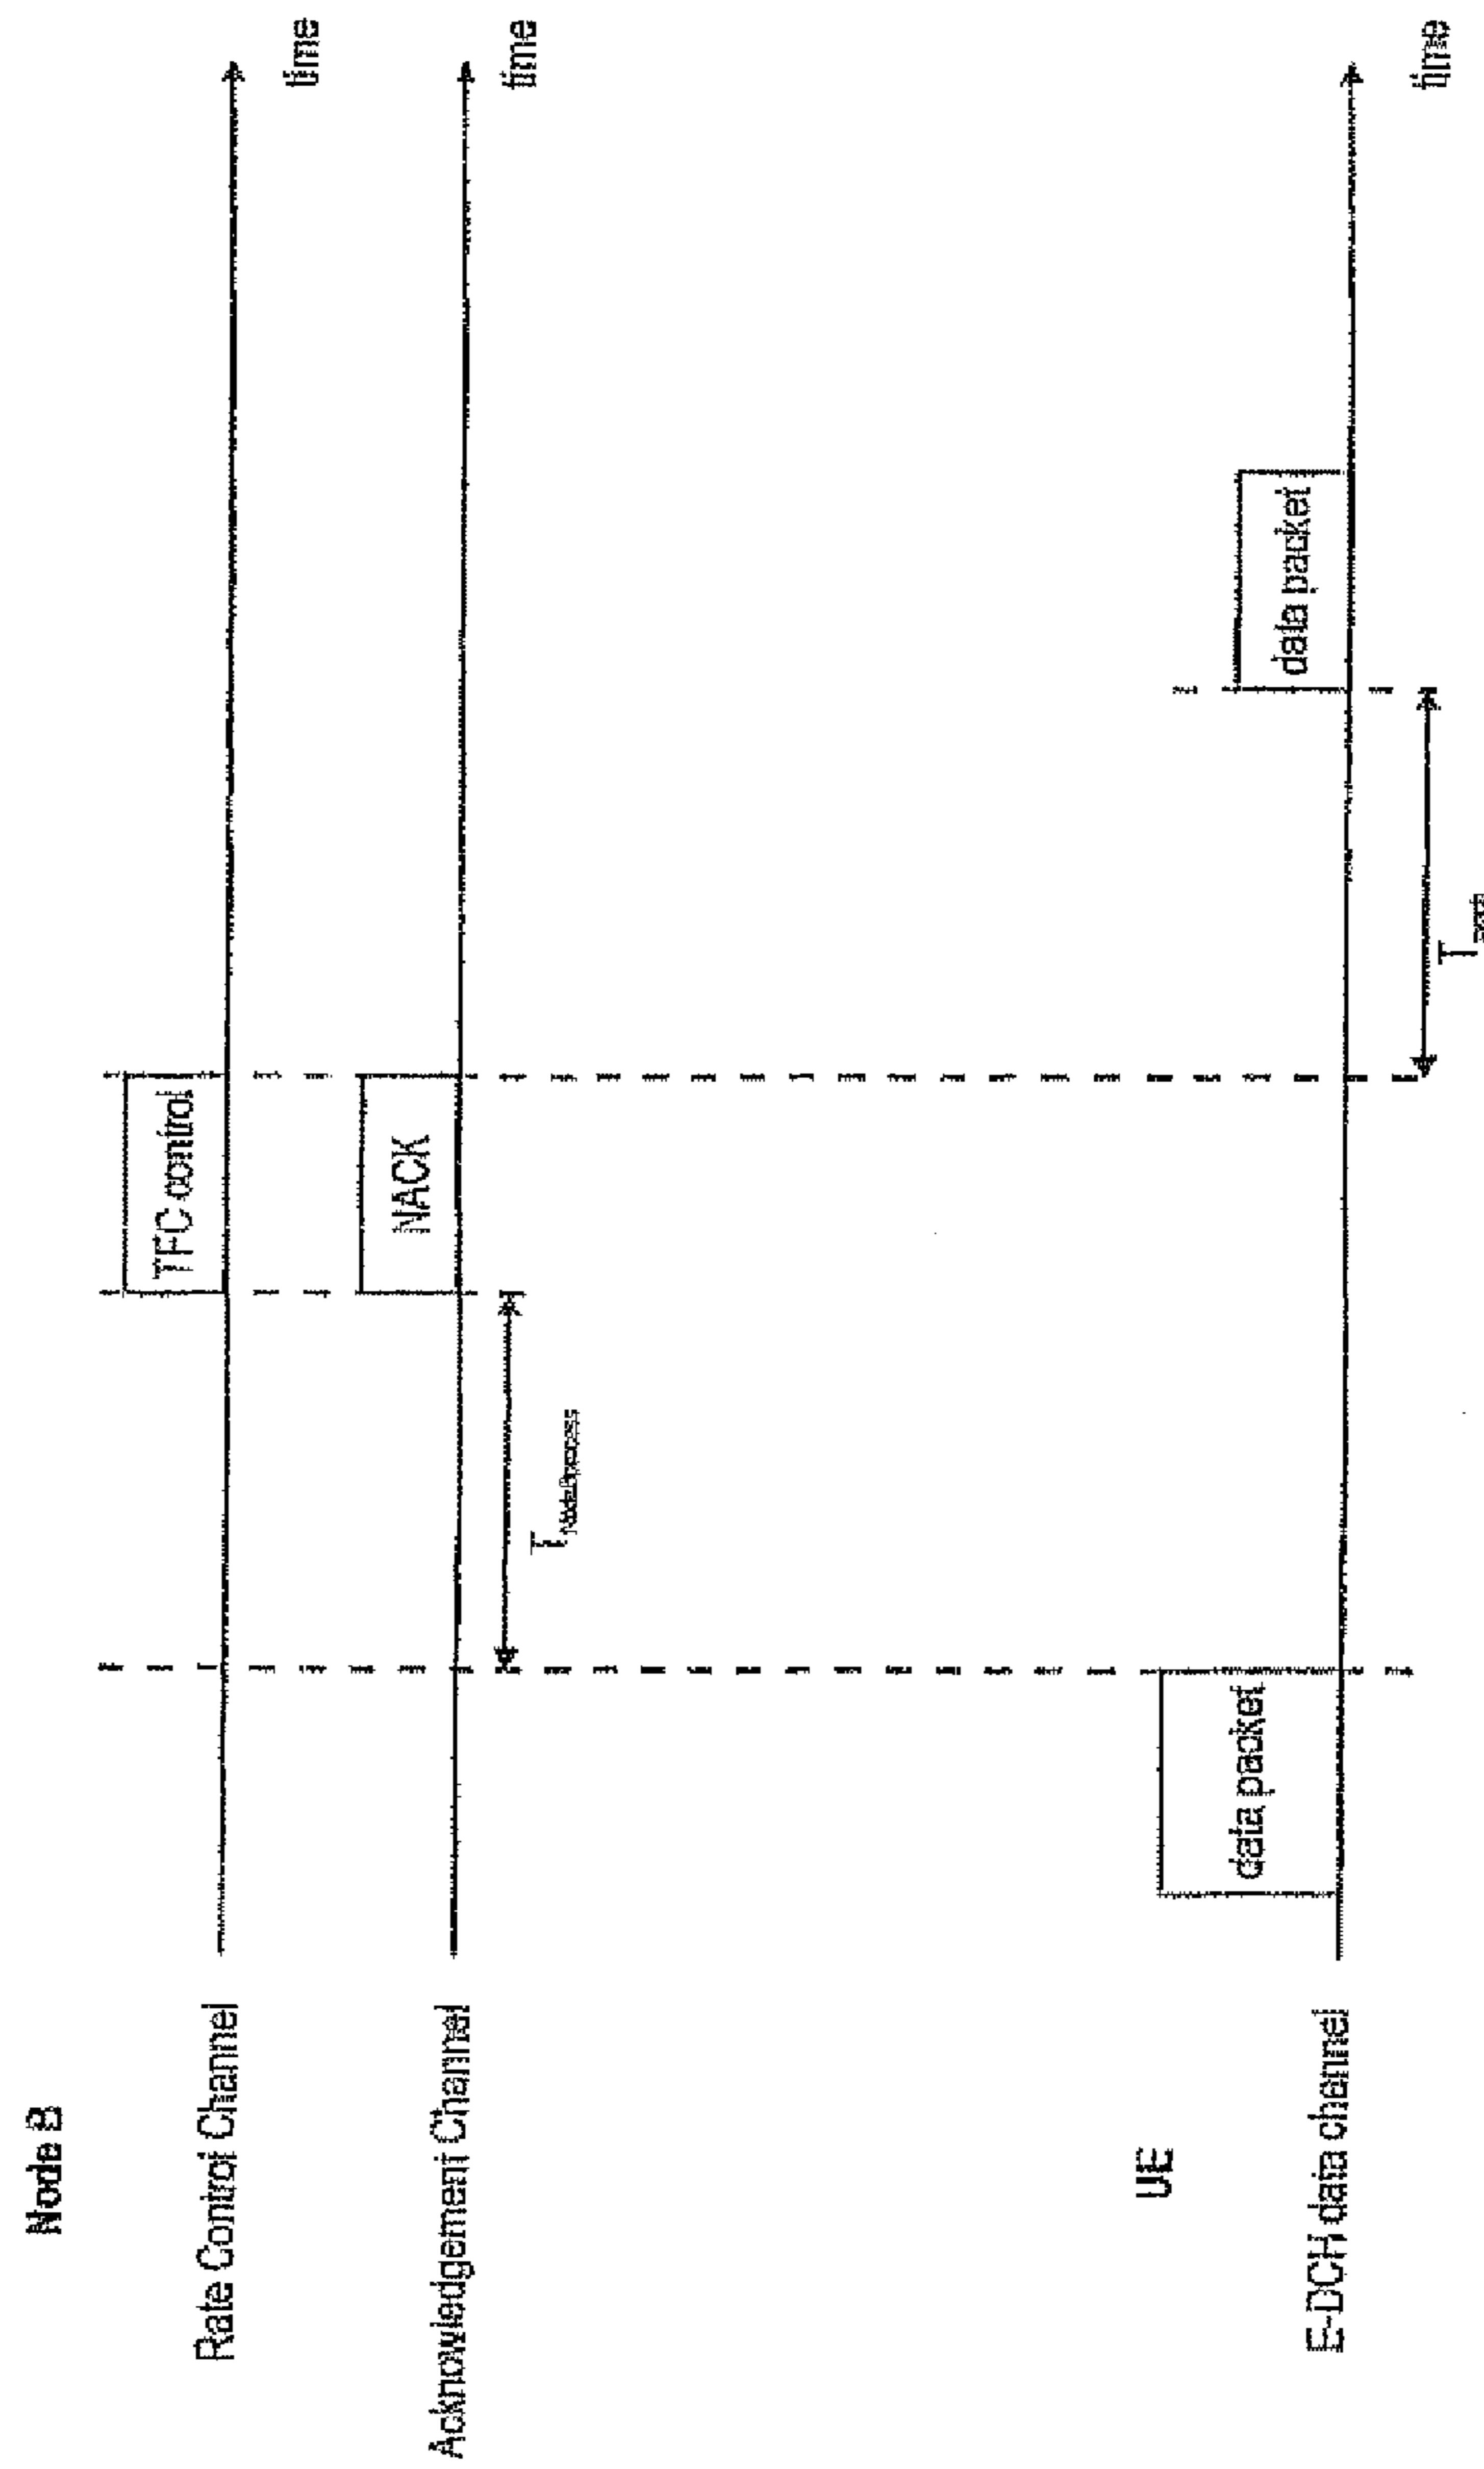 Node B
Rate Control Channel
TFC control
time
Acknowledgement Channel
NACK
time
T
NodeBprocess
UE
E-DCH data channel
data packet
data packet
time
T